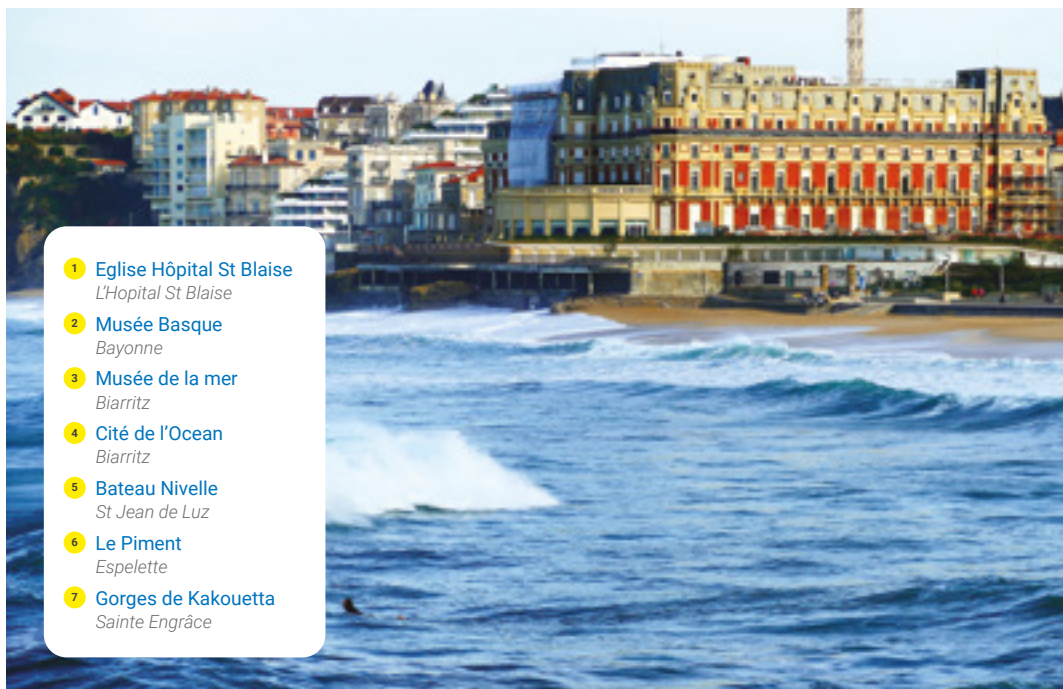 1 Eglise Hôpital St Blaise
L'Hopital St Blaise
2 Musée Basque
Bayonne
3 Musée de la mer
Biarritz
4 Cité de l'Ocean
Biarritz
5 Bateau Nivelle
St Jean de Luz
6 Le Piment
Espelette
7 Gorges de Kakouetta
Sainte Engrâce